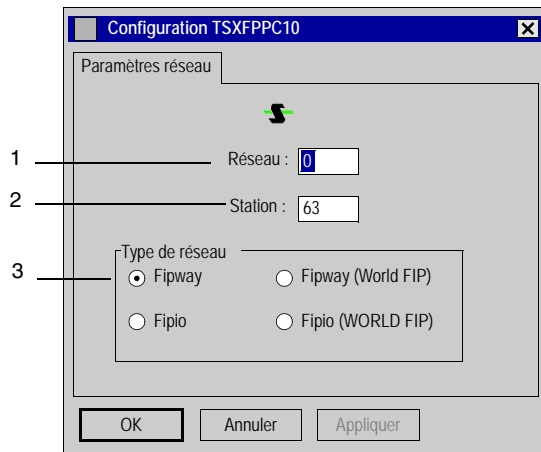 Configuration TSXFPPC10
Paramètres réseau
1 Réseau : 0
2 Station : 63
Type de réseau
3 Fipway Fipway (World FIP)
Fipio Fipio (WORLD FIP)
OK Annuler Appliquer